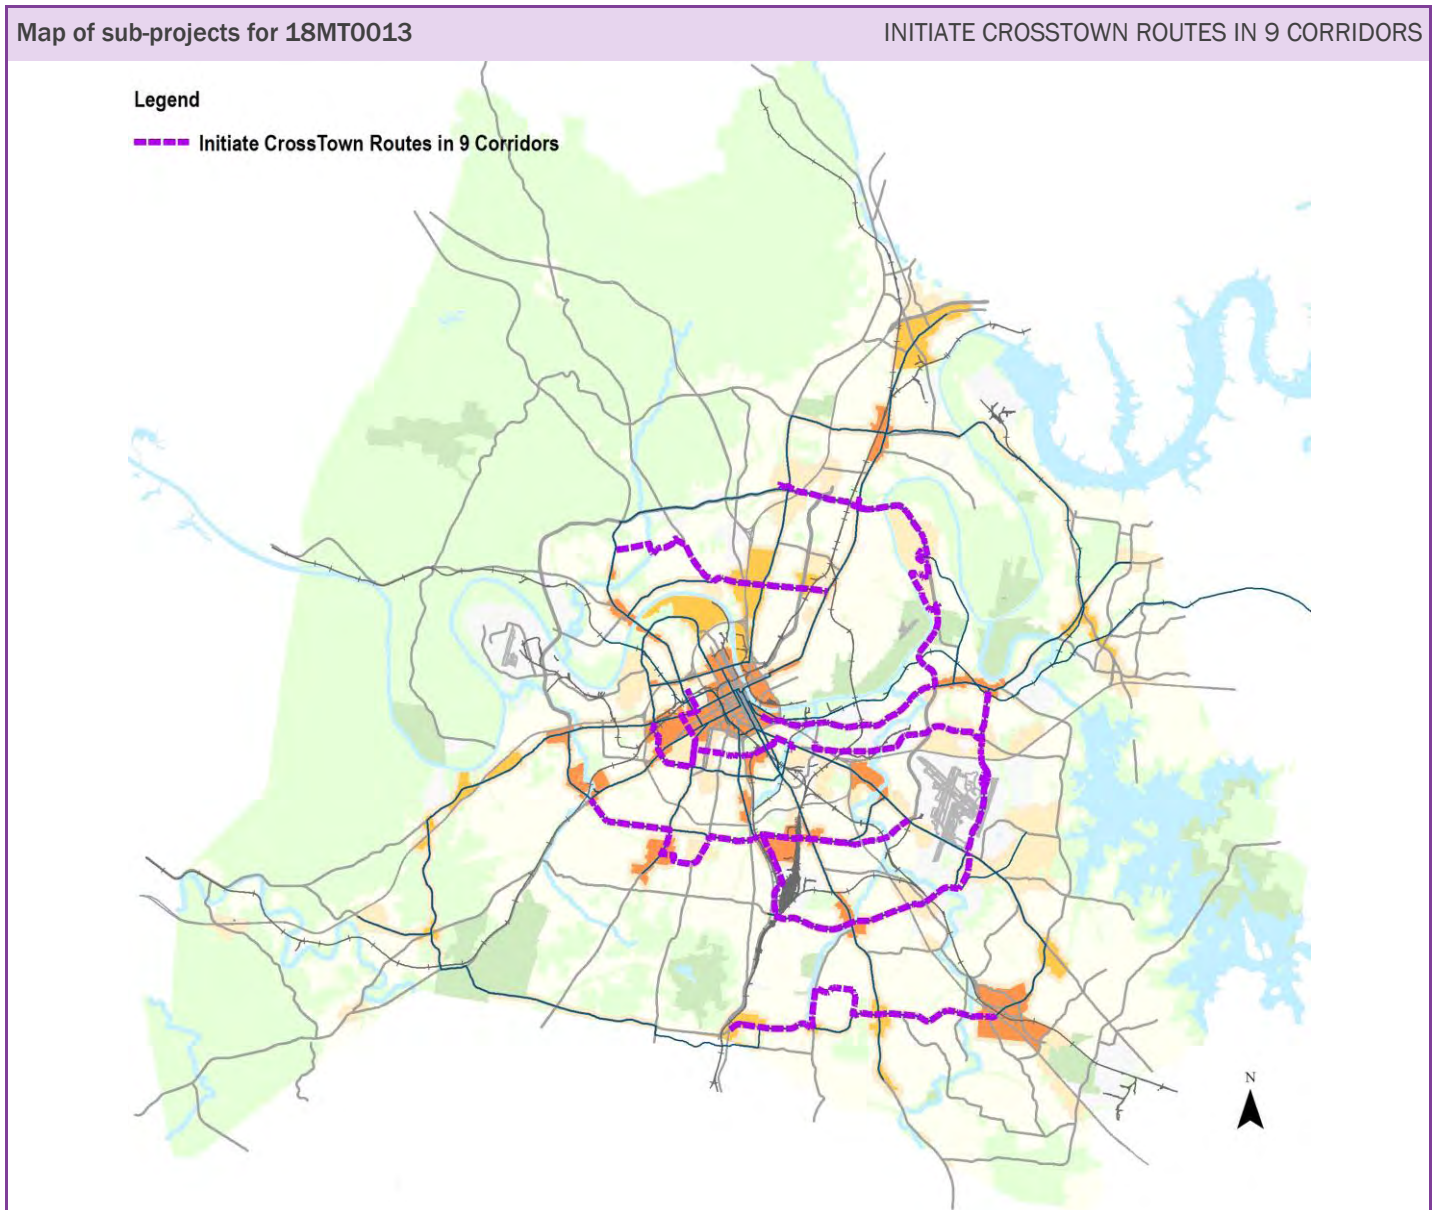 Map of sub-projects for 18MT0013
INITIATE CROSSTOWN ROUTES IN 9 CORRIDORS
Legend
Initiate CrossTown Routes in 9 Corridors
N